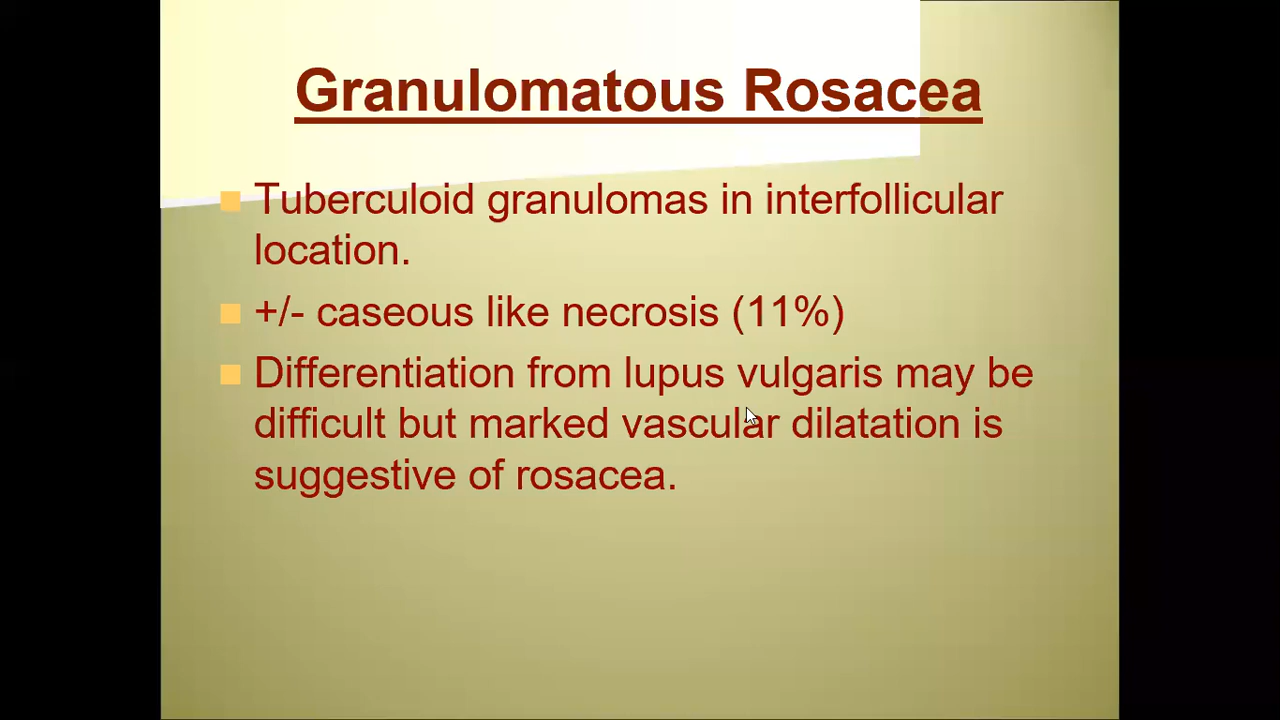 Granulomatous Rosacea
Tuberculoid granulomas in interfollicular
location.
+/- caseous like necrosis (11%)
Differentiation from lupus vulgaris may be
difficult but marked vascular dilatation is
suggestive of rosacea.